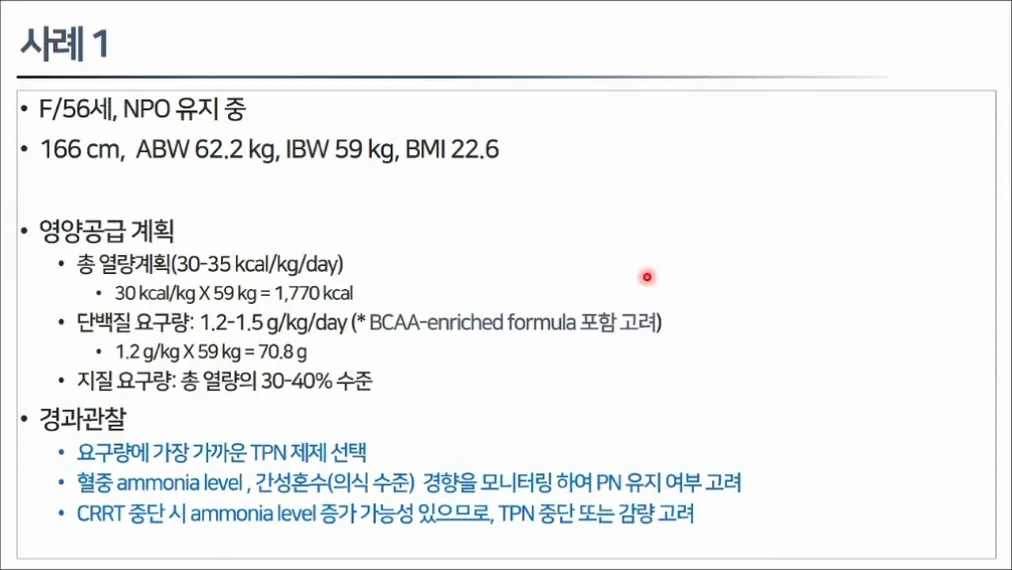 사례 1
• F/56세, NPO 유지 중
• 166 cm, ABW 62.2 kg, IBW 59 kg, BMI 22.6
• 영양공급 계획
• 총 열량계획(30-35 kcal/kg/day)
• 30 kcal/kg X 59 kg = 1,770 kcal
• 단백질 요구량: 1.2-1.5 g/kg/day (* BCAA-enriched formula 포함 고려)
• 1.2 g/kg X 59 kg = 70.8 g
• 지질 요구량: 총 열량의 30-40% 수준
• 경과관찰
• 요구량에 가장 가까운 TPN 제제 선택
• 혈중 ammonia level , 간성혼수(의식 수준) 경향을 모니터링 하여 PN 유지 여부 고려
• CRRT 중단 시 ammonia level 증가 가능성 있으므로, TPN 중단 또는 감량 고려